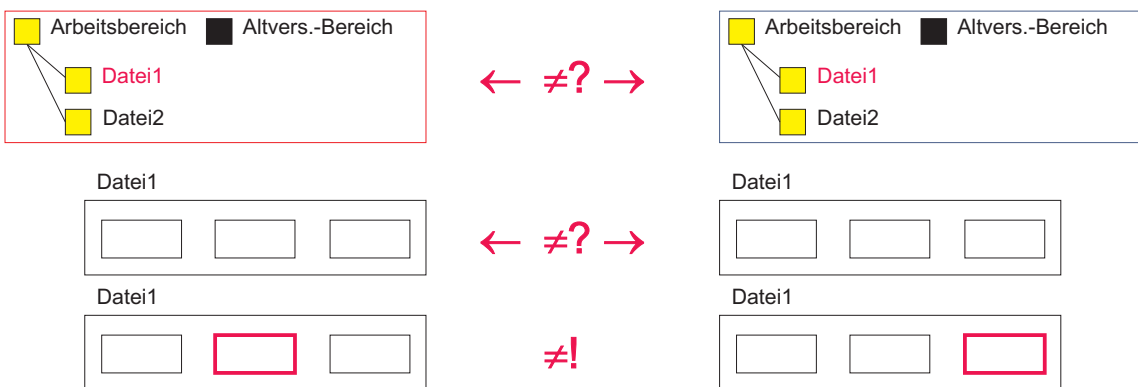 Arbeitsbereich Altvers.-Bereich Arbeitsbereich Altvers.-Bereich
Datei1 ← ≠? → Datei1
Datei2 Datei2
Datei1 Datei1
← ≠? →
Datei1 Datei1
≠!